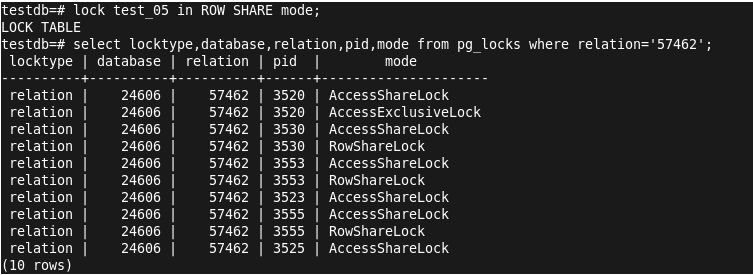 testdb=# lock test_05 in ROW SHARE mode;
LOCK TABLE
testdb=# select locktype,database,relation,pid,mode from pg_locks where relation='57462';
 locktype | database | relation | pid  |        mode
----------+----------+----------+------+---------------------
 relation |    24606 |    57462 | 3520 | AccessShareLock
 relation |    24606 |    57462 | 3520 | AccessExclusiveLock
 relation |    24606 |    57462 | 3530 | AccessShareLock
 relation |    24606 |    57462 | 3530 | RowShareLock
 relation |    24606 |    57462 | 3553 | AccessShareLock
 relation |    24606 |    57462 | 3553 | RowShareLock
 relation |    24606 |    57462 | 3523 | AccessShareLock
 relation |    24606 |    57462 | 3555 | AccessShareLock
 relation |    24606 |    57462 | 3555 | RowShareLock
 relation |    24606 |    57462 | 3525 | AccessShareLock
(10 rows)